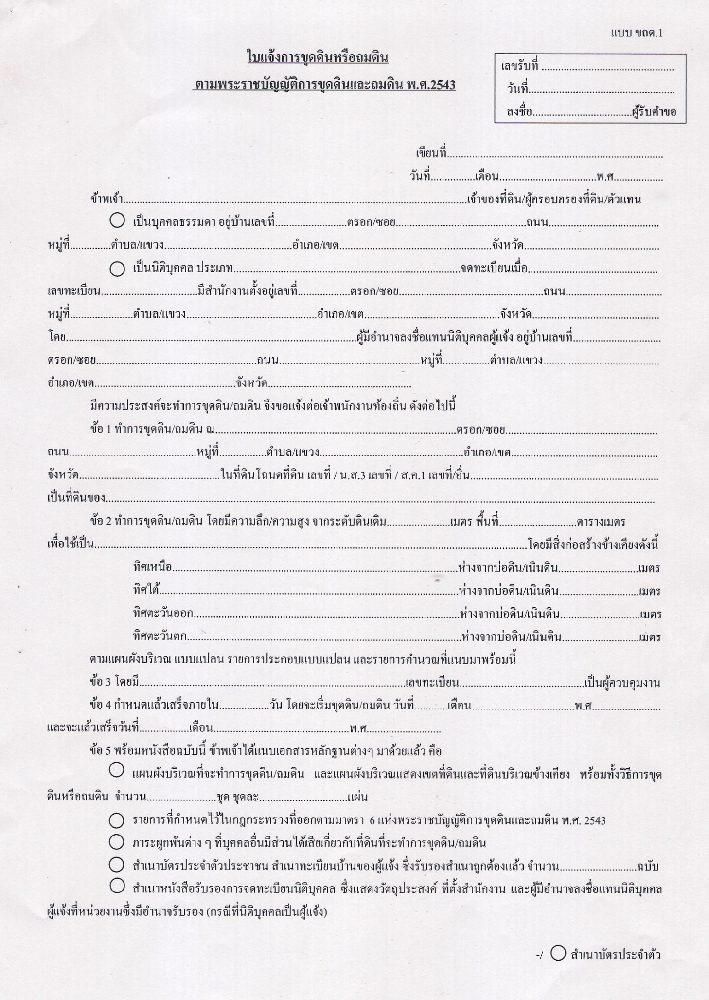 แบบ ขถด.1
ใบแจ้งการขุดดินหรือถมดิน
ตามพระราชบัญญัติการขุดดินและถมดิน พ.ศ.2543
เลขรับที่ ................................................
วันที่.....................................................
ลงชื่อ....................................ผู้รับคำขอ
เขียนที่...............................................................................
วันที่................เดือน...................................พ.ศ..................
ข้าพเจ้า.............................................................................................................................เจ้าของที่ดิน/ผู้ครอบครองที่ดิน/ตัวแทน
เป็นบุคคลธรรมดา อยู่บ้านเลขที่..........................ตรอก/ซอย................................................ถนน........................................
หมู่ที่...............ตำบล/แขวง...............................................อำเภอ/เขต.......................................................จังหวัด.................................................
เป็นนิติบุคคล ประเภท...................................................................................จดทะเบียนเมื่อ...............................................
เลขทะเบียน...................................มีสำนักงานตั้งอยู่เลขที่...................ตรอก/ซอย.....................................................ถนน...................................
หมู่ที่.......................ตำบล/แขวง................................................อำเภอ/เขต.................................................จังหวัด..............................................
โดย..........................................................................................................ผู้มีอำนาจลงชื่อแทนนิติบุคคลผู้แจ้ง อยู่บ้านเลขที่................................
ตรอก/ซอย..........................................................ถนน...................................................หมู่ที่.................ตำบล/แขวง..........................................
อำเภอ/เขต...................................................จังหวัด....................................................
มีความประสงค์จะทำการขุดดิน/ถมดิน จึงขอแจ้งต่อเจ้าพนักงานท้องถิ่น ดังต่อไปนี้
ข้อ 1 ทำการขุดดิน/ถมดิน ณ.......................................................................................ตรอก/ซอย.......................................................
ถนน..............................................หมู่ที่.................ตำบล/แขวง....................................................อำเภอ/เขต.....................................................
จังหวัด...................................................ในที่ดินโฉนดที่ดิน เลขที่ / น.ส.3 เลขที่ / ส.ค.1 เลขที่/อื่น....................................................................
เป็นที่ดินของ.......................................................................................................................................................................................................
ข้อ 2 ทำการขุดดิน/ถมดิน โดยมีความลึก/ความสูง จากระดับดินเดิม.......................เมตร พื้นที่............................ตารางเมตร
เพื่อใช้เป็น.............................................................................................................................................................โดยมีสิ่งก่อสร้างข้างเคียงดังนี้
ทิศเหนือ........................................................................................................ห่างจากบ่อดิน/เนินดิน.............................เมตร
ทิศใต้.............................................................................................................ห่างจากบ่อดิน/เนินดิน.............................เมตร
ทิศตะวันออก.................................................................................................ห่างจากบ่อดิน/เนินดิน.............................เมตร
ทิศตะวันตก....................................................................................................ห่างจากบ่อดิน/เนินดิน............................เมตร
ตามแผนผังบริเวณ แบบแปลน รายการประกอบแบบแปลน และรายการคำนวณที่แนบมาพร้อมนี้
ข้อ 3 โดยมี.................................................................................................เลขทะเบียน.............................................เป็นผู้ควบคุมงาน
ข้อ 4 กำหนดแล้วเสร็จภายใน..................วัน โดยจะเริ่มขุดดิน/ถมดิน วันที่............เดือน.....................................พ.ศ.........................
และจะแล้วเสร็จวันที่..................เดือน.................................................พ.ศ...........................
ข้อ 5 พร้อมหนังสือฉบับนี้ ข้าพเจ้าได้แนบเอกสารหลักฐานต่างๆ มาด้วยแล้ว คือ
แผนผังบริเวณที่จะทำการขุดดิน/ถมดิน และแผนผังบริเวณแสดงเขตที่ดินและที่ดินบริเวณข้างเคียง พร้อมทั้งวิธีการขุด
ดินหรือถมดิน จำนวน.........................ชุด ชุดละ................................แผ่น
รายการที่กำหนดไว้ในกฎกระทรวงที่ออกตามมาตรา 6 แห่งพระราชบัญญัติการขุดดินและถมดิน พ.ศ. 2543
ภาระผูกพันต่าง ๆ ที่บุคคลอื่นมีส่วนได้เสียเกี่ยวกับที่ดินที่จะทำการขุดดิน/ถมดิน
สำเนาบัตรประจำตัวประชาชน สำเนาทะเบียนบ้านของผู้แจ้ง ซึ่งรับรองสำเนาถูกต้องแล้ว จำนวน............................ฉบับ
สำเนาหนังสือรับรองการจดทะเบียนนิติบุคคล ซึ่งแสดงวัตถุประสงค์ ที่ตั้งสำนักงาน และผู้มีอำนาจลงชื่อแทนนิติบุคคล
ผู้แจ้งที่หน่วยงานซึ่งมีอำนาจรับรอง (กรณีที่นิติบุคคลเป็นผู้แจ้ง)
-/ สำเนาบัตรประจำตัว